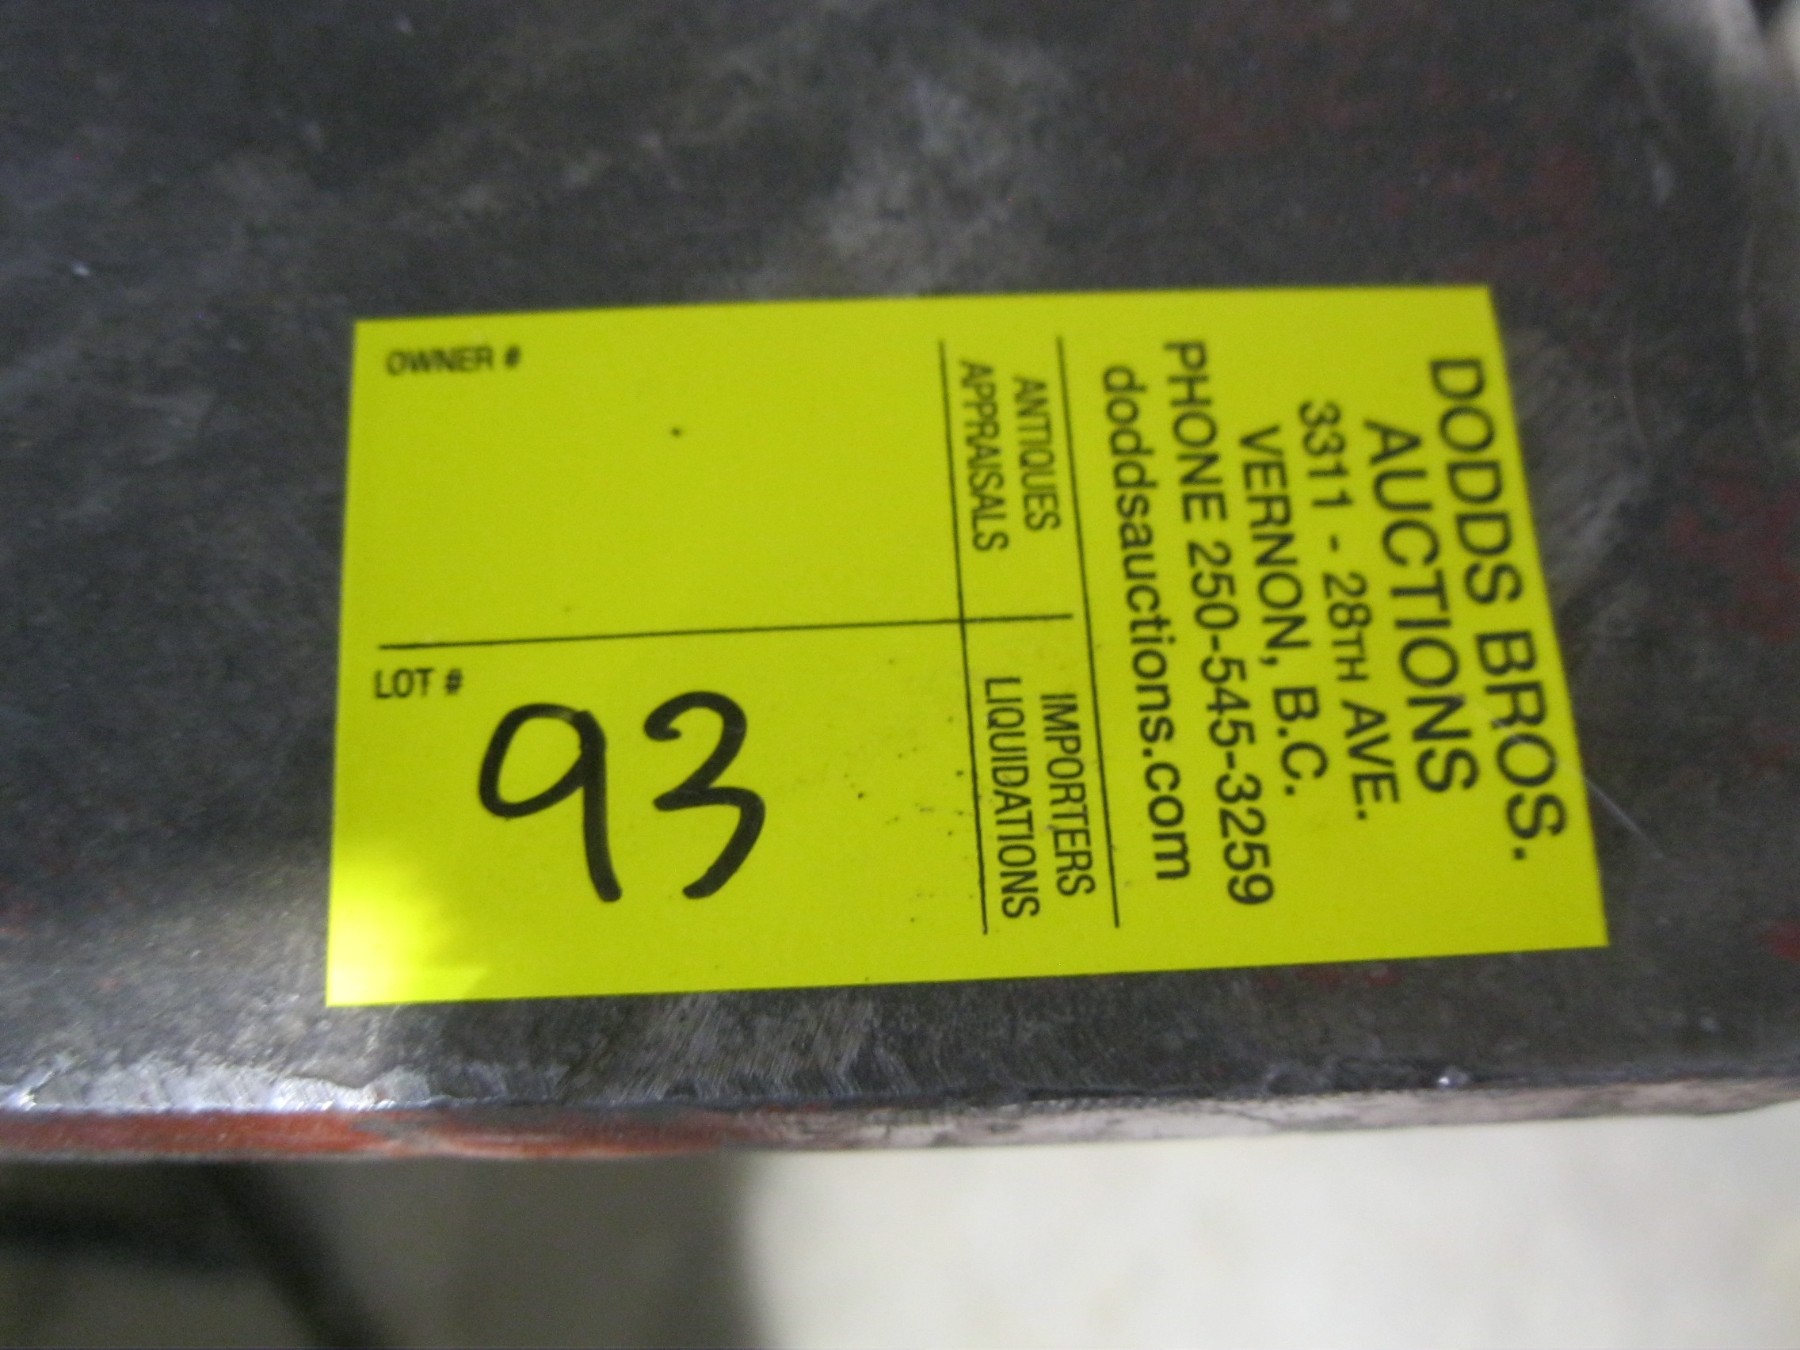 DODDS BROS.
AUCTIONS
3311 - 28TH AVE.
VERNON, B.C.
PHONE 250-545-3259
doddsauctions.com
ANTIQUES
APPRAISALS
IMPORTERS
LIQUIDATIONS
OWNER #
LOT #
93